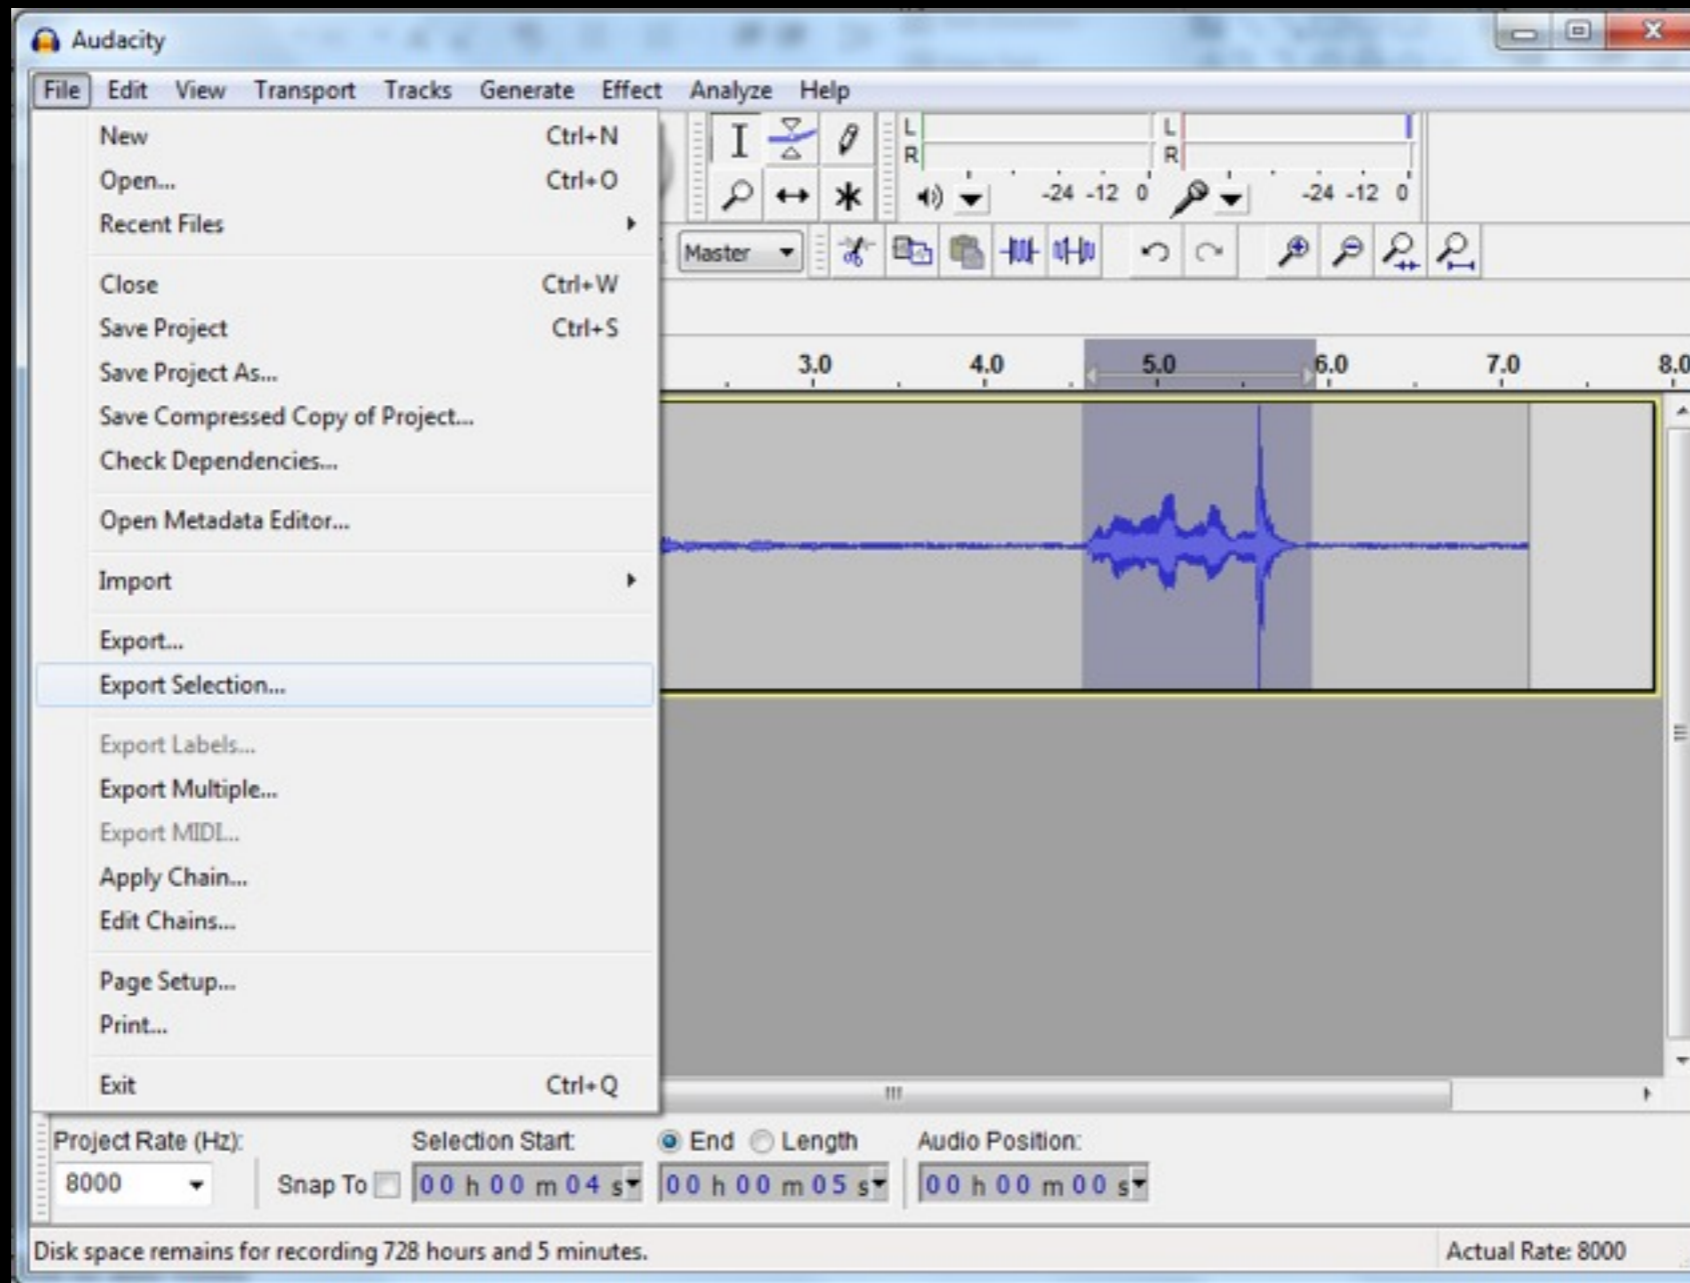 Audacity
File Edit View Transport Tracks Generate Effect Analyze Help
New Ctrl+N
Open... Ctrl+O
Recent Files
Close Ctrl+W
Save Project Ctrl+S
Save Project As...
Save Compressed Copy of Project...
Check Dependencies...
Open Metadata Editor...
Import
Export...
Export Selection...
Export Labels...
Export Multiple...
Export MIDI...
Apply Chain...
Edit Chains...
Page Setup...
Print...
Exit Ctrl+Q
L L
R R
-24 -12 0 -24 -12 0
Master
3.0 4.0 5.0 6.0 7.0 8.0
Project Rate (Hz): Selection Start: End Length Audio Position:
8000 Snap To 00 h 00 m 04 s 00 h 00 m 05 s 00 h 00 m 00 s
Disk space remains for recording 728 hours and 5 minutes. Actual Rate: 8000